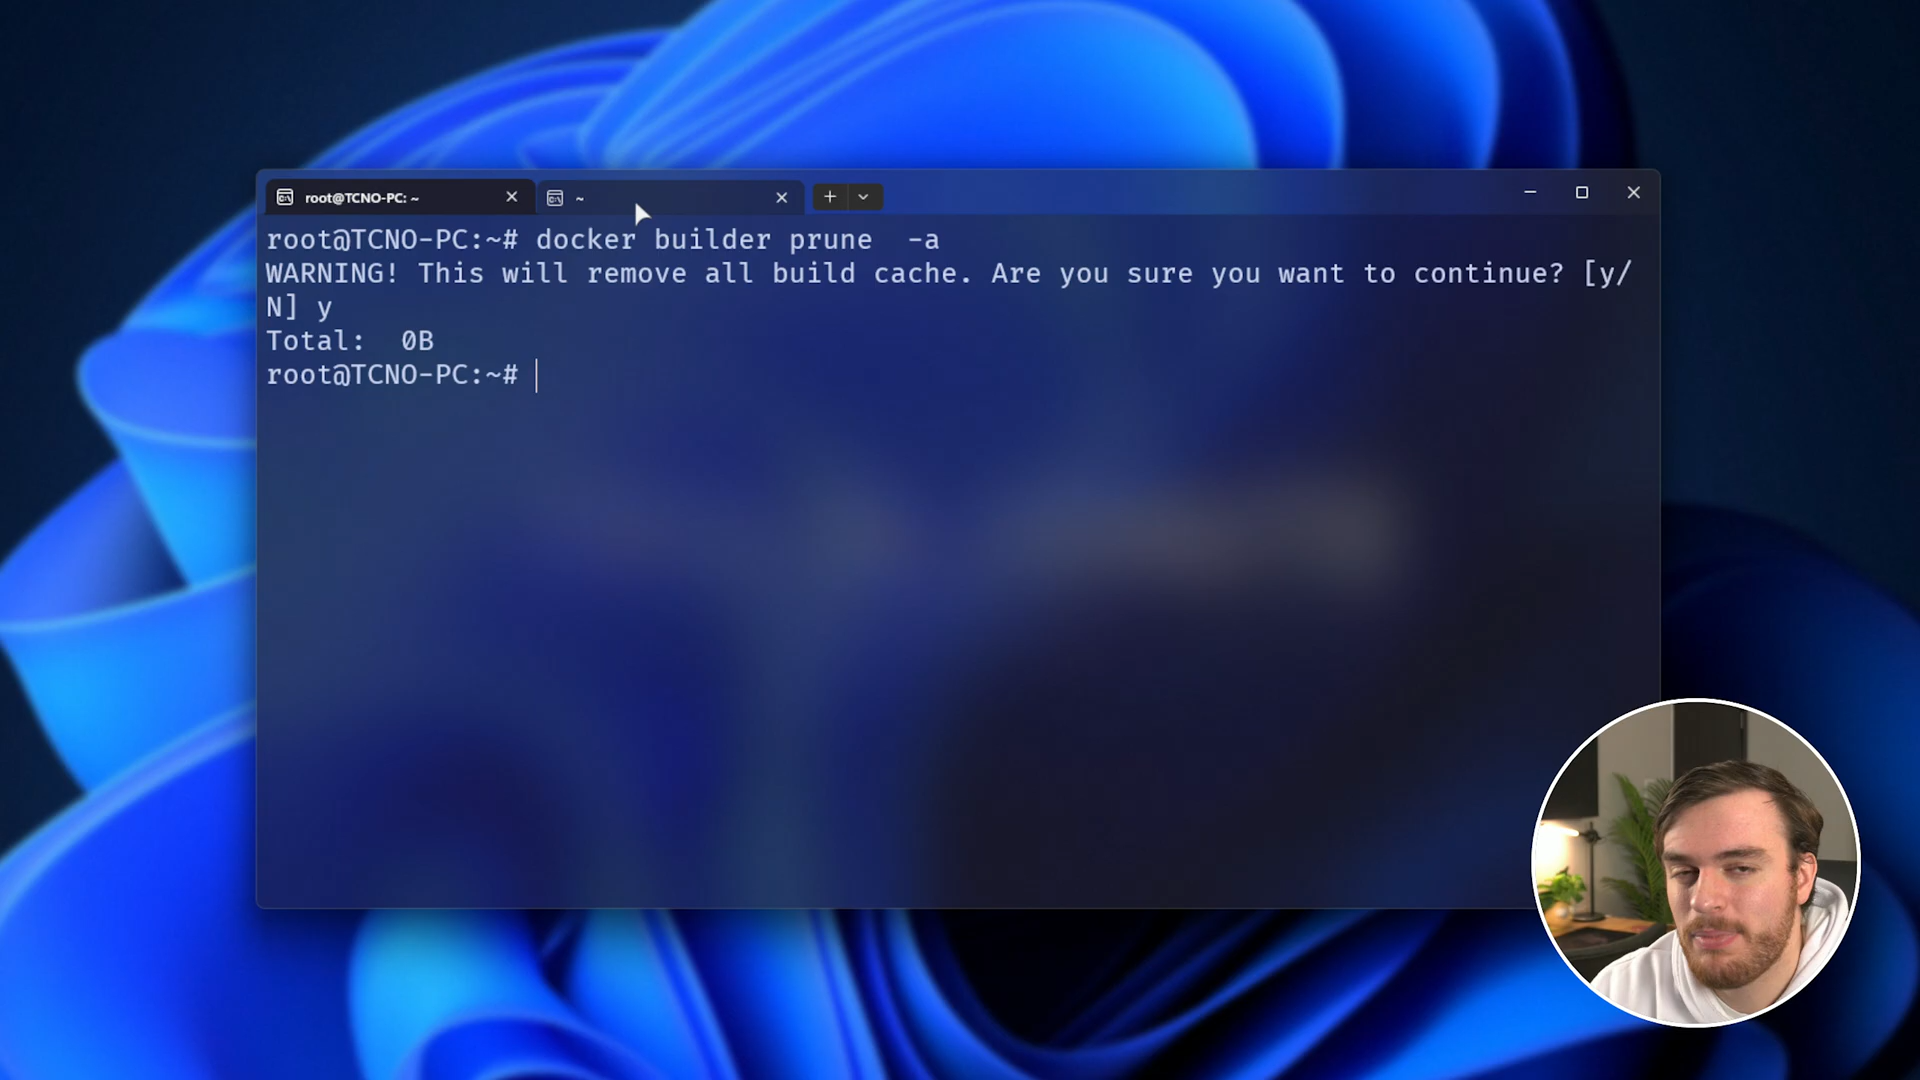 root@TCNO-PC: ~
~
root@TCNO-PC:~# docker builder prune  -a
WARNING! This will remove all build cache. Are you sure you want to continue? [y/
N] y
Total:  0B
root@TCNO-PC:~#